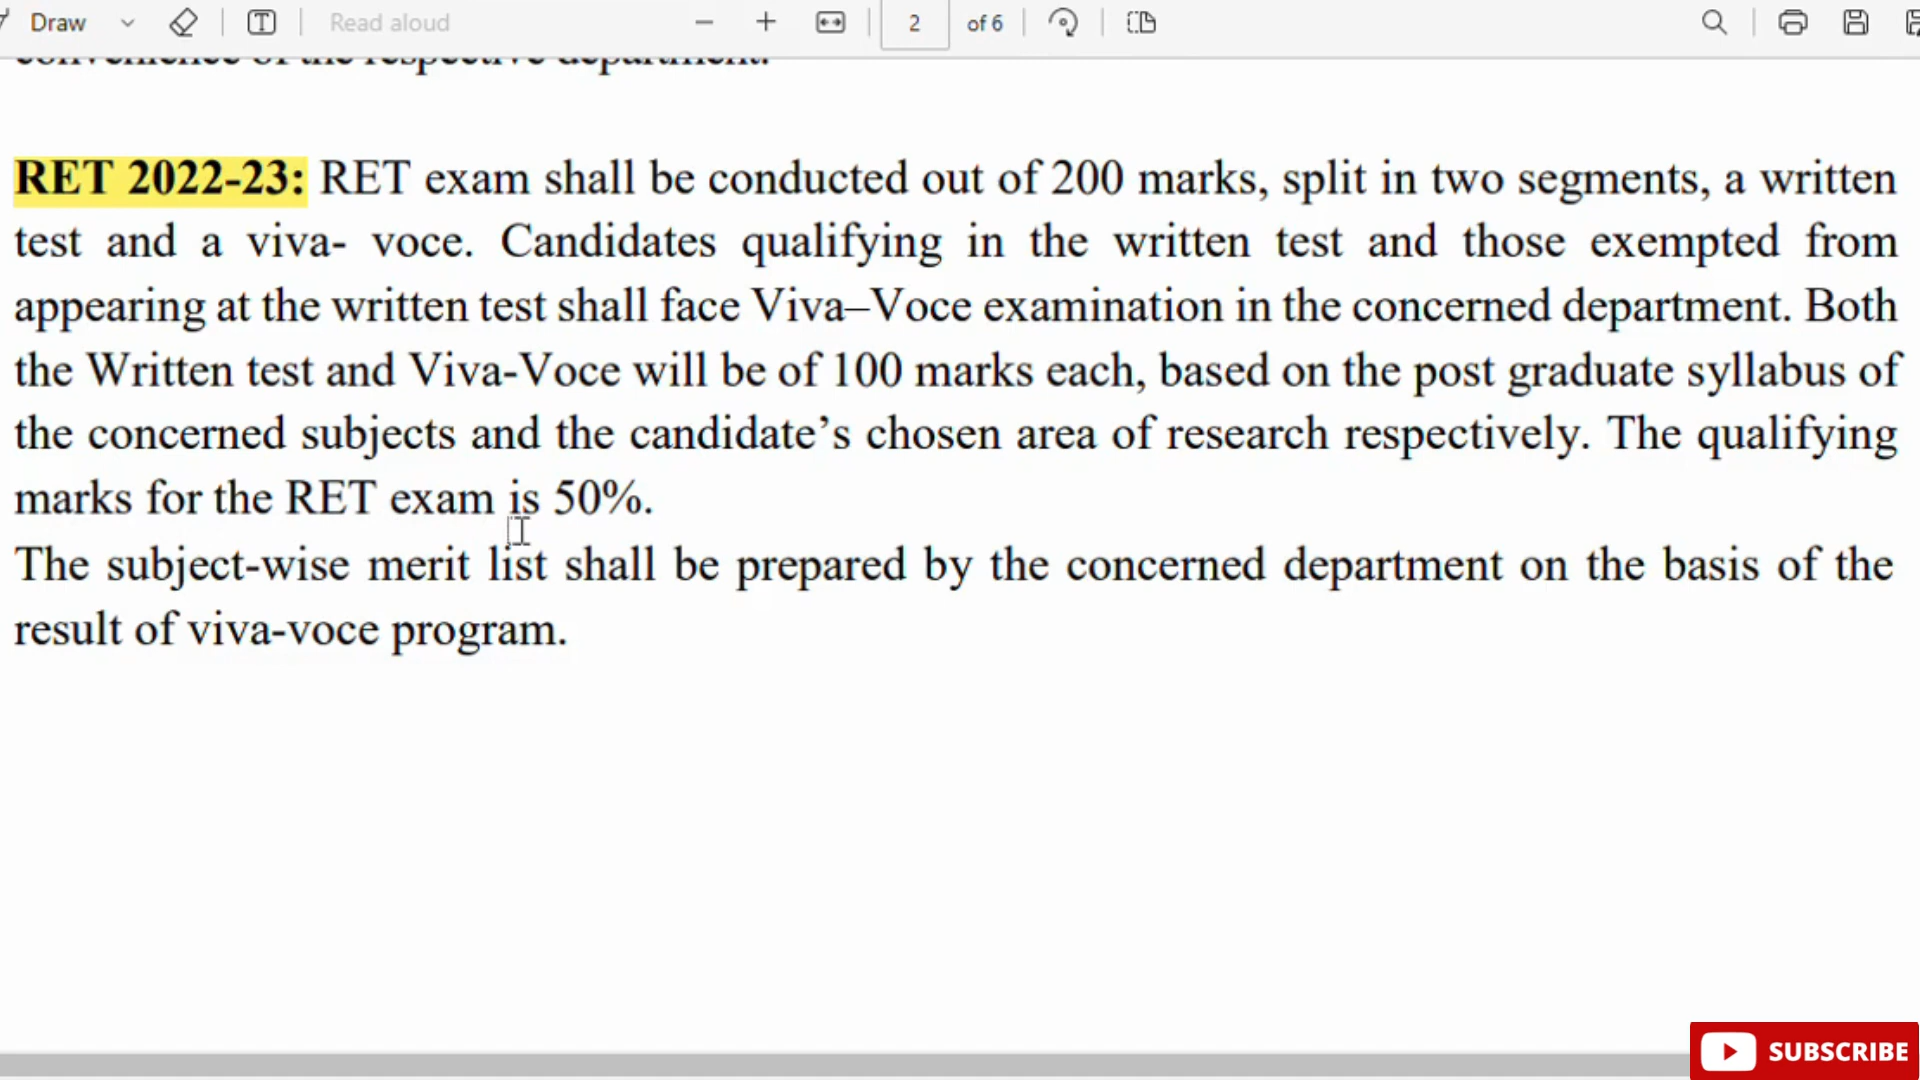 Draw
Read aloud
2 of 6
convenience of the respective department.
RET 2022-23: RET exam shall be conducted out of 200 marks, split in two segments, a written
test and a viva- voce. Candidates qualifying in the written test and those exempted from
appearing at the written test shall face Viva–Voce examination in the concerned department. Both
the Written test and Viva-Voce will be of 100 marks each, based on the post graduate syllabus of
the concerned subjects and the candidate’s chosen area of research respectively. The qualifying
marks for the RET exam is 50%.
The subject-wise merit list shall be prepared by the concerned department on the basis of the
result of viva-voce program.
SUBSCRIBE